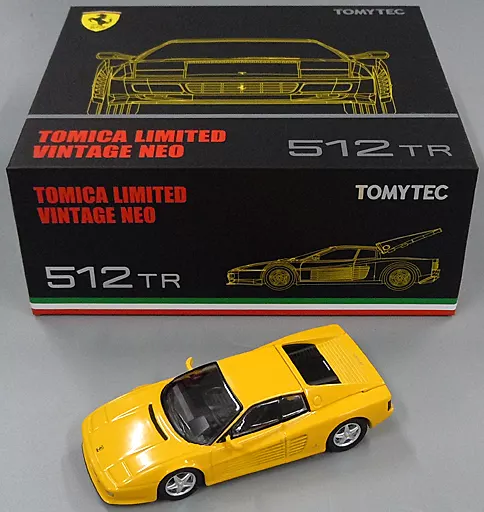 TOMYTEC
TOMICA LIMITED
VINTAGE NEO
512 TR
TOMICA LIMITED
VINTAGE NEO
TOMYTEC
512 TR